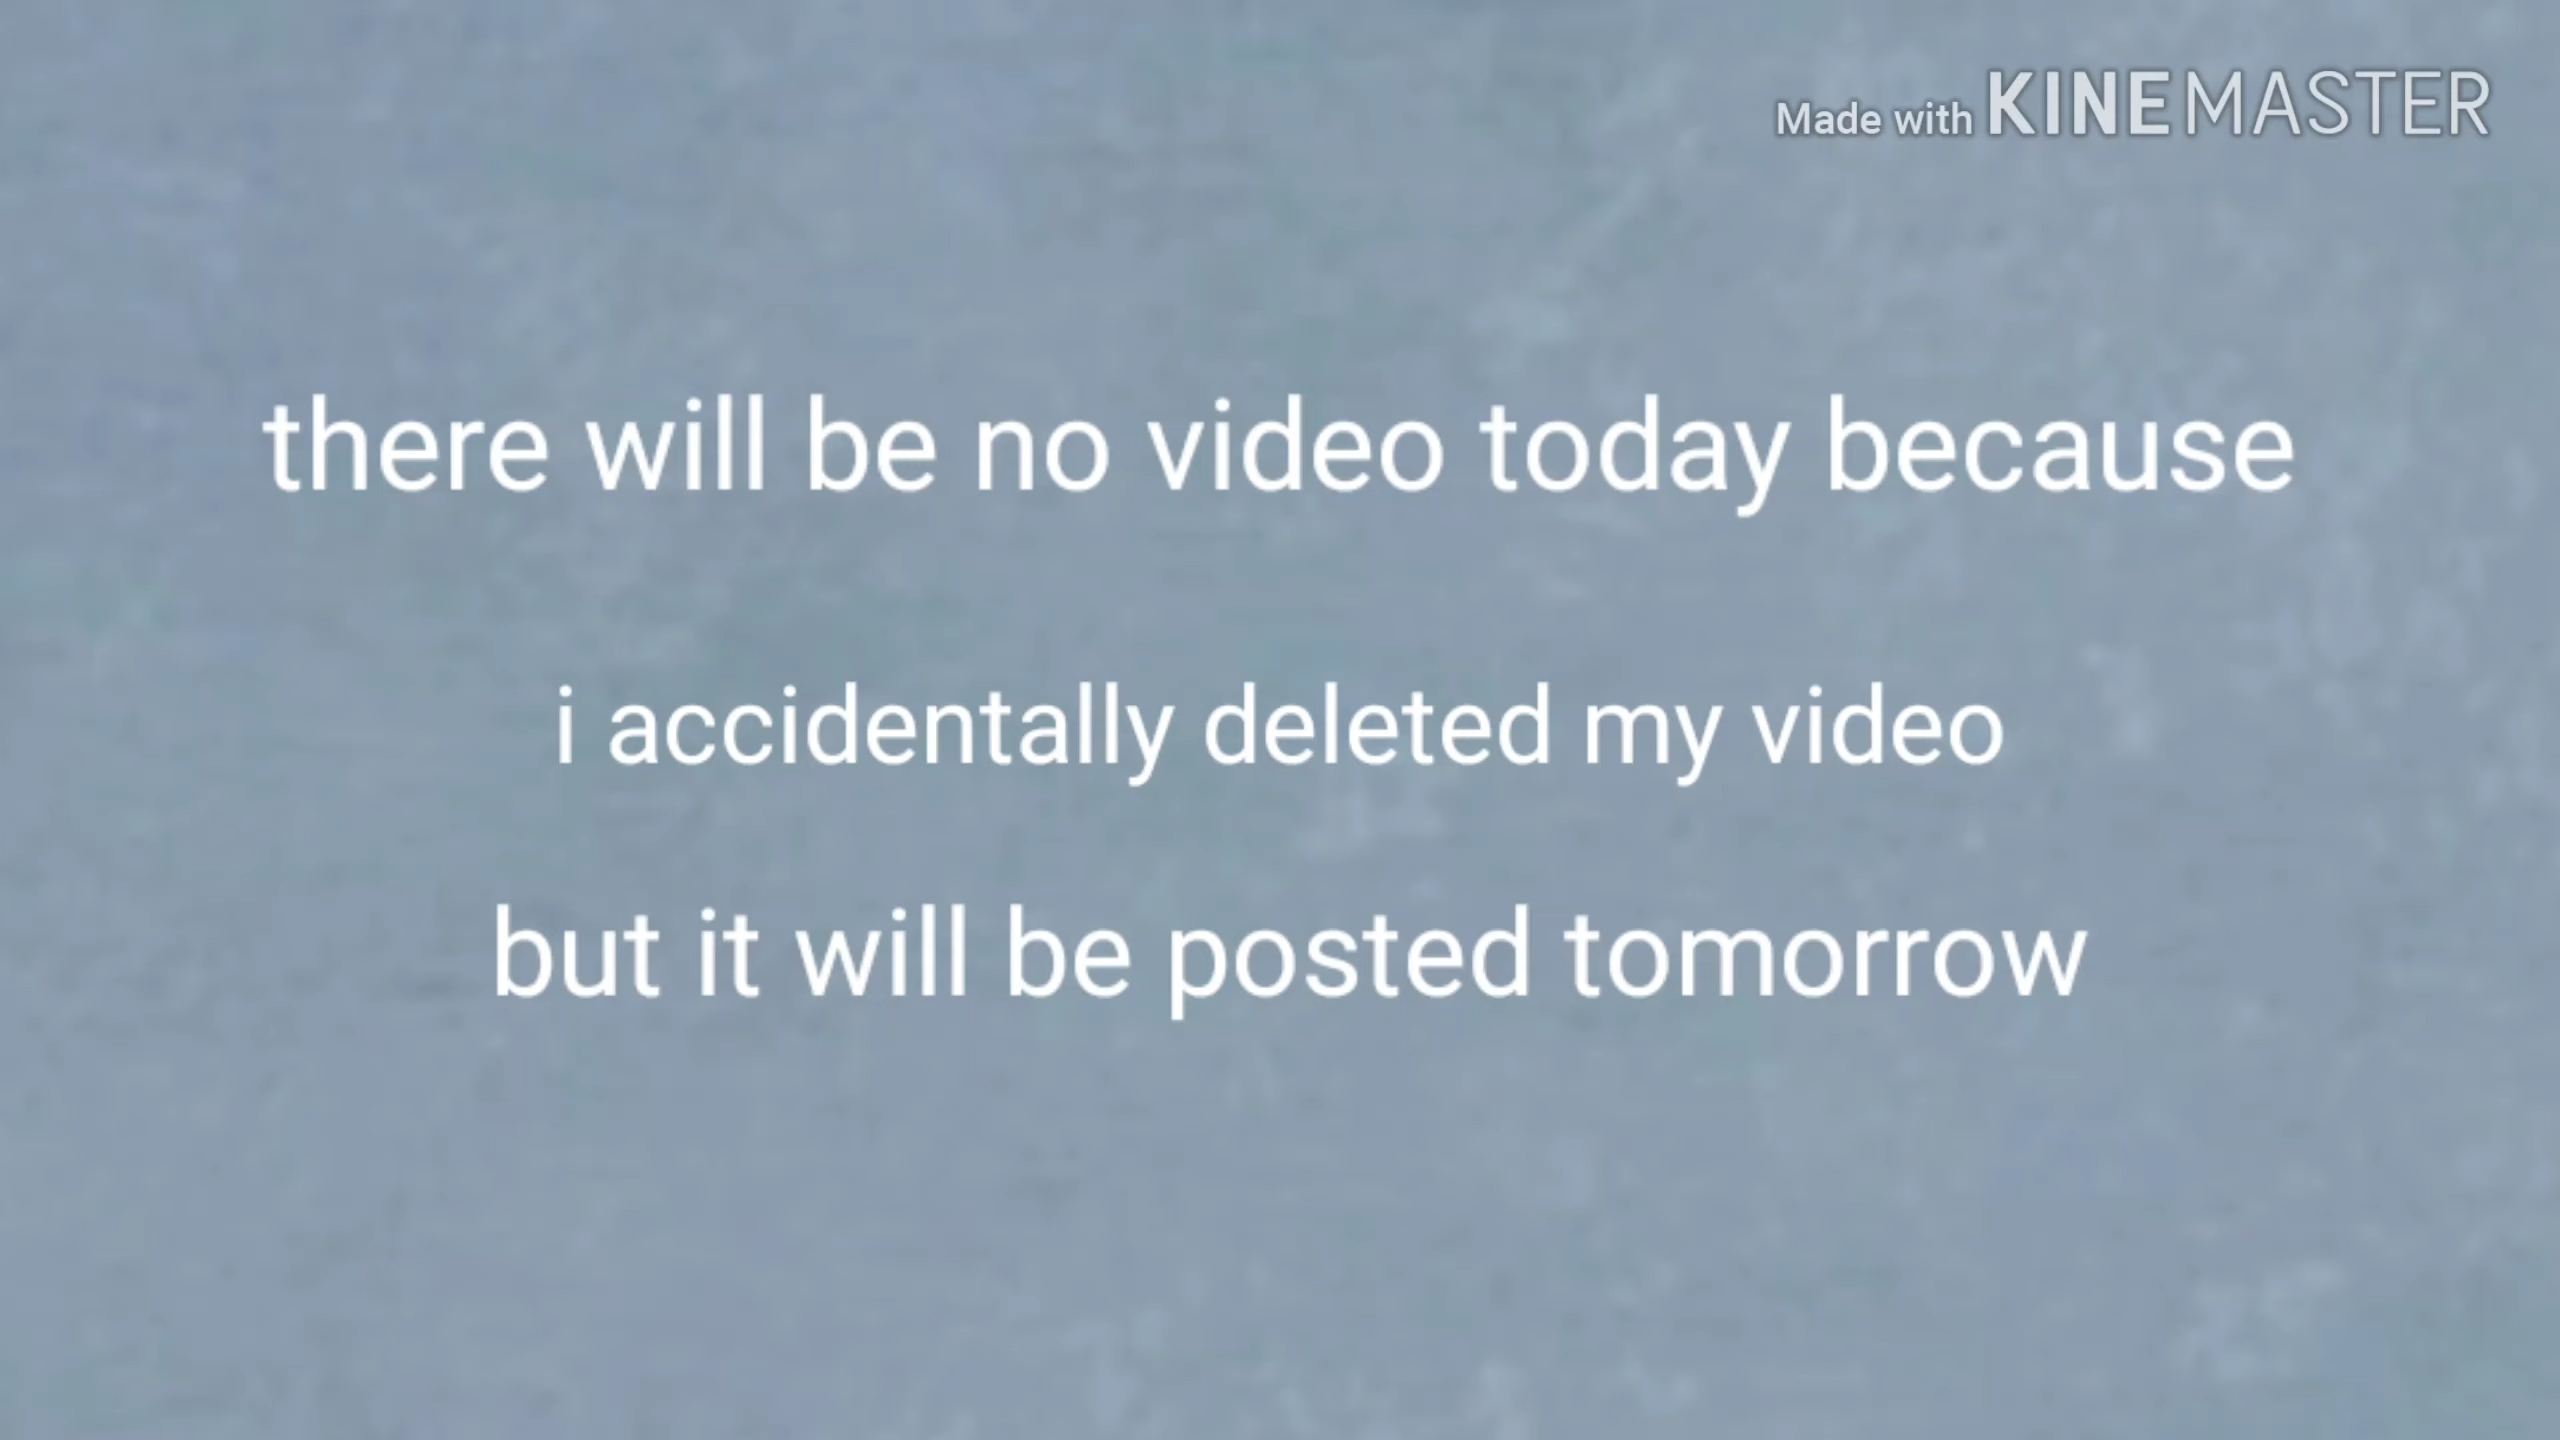 Made with KINEMASTER
there will be no video today because
i accidentally deleted my video
but it will be posted tomorrow